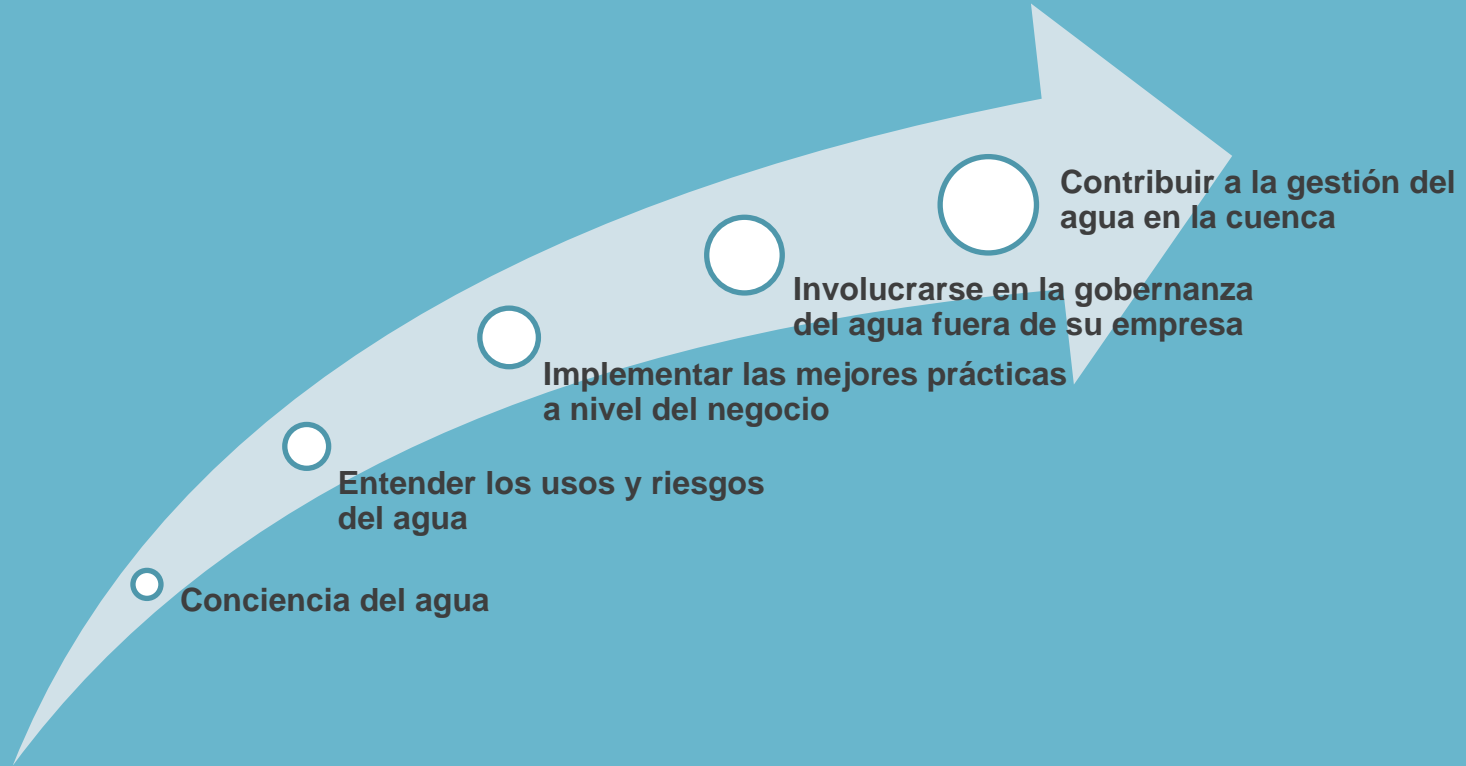 Contribuir a la gestión del
agua en la cuenca
Involucrarse en la gobernanza
del agua fuera de su empresa
Implementar las mejores prácticas
a nivel del negocio
Entender los usos y riesgos
del agua
Conciencia del agua